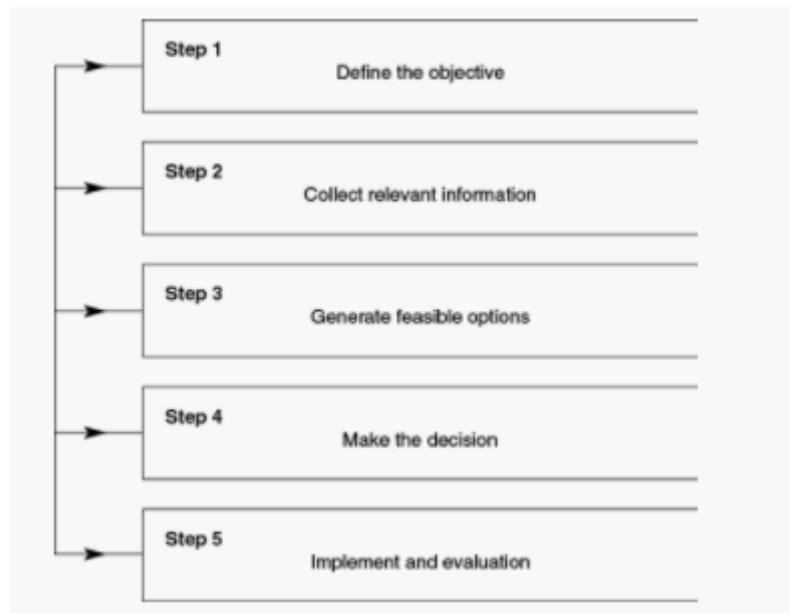 Step 1
Define the objective
Step 2
Collect relevant information
Step 3
Generate feasible options
Step 4
Make the decision
Step 5
Implement and evaluation